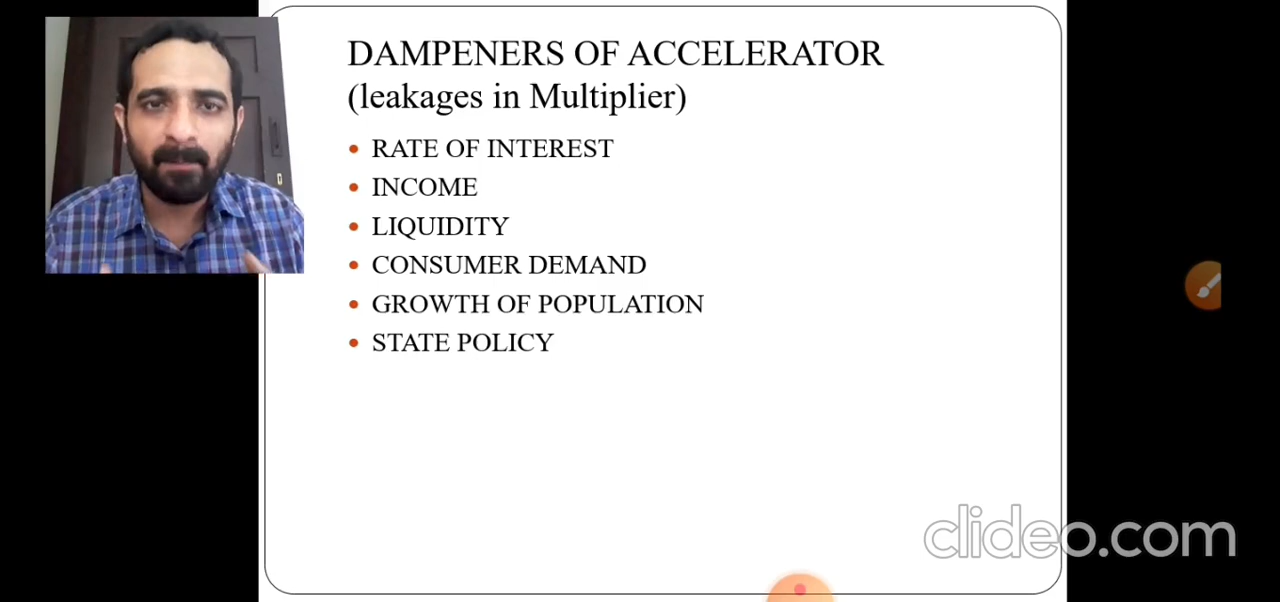 DAMPENERS OF ACCELERATOR
(leakages in Multiplier)
RATE OF INTEREST
INCOME
LIQUIDITY
CONSUMER DEMAND
GROWTH OF POPULATION
STATE POLICY
clideo.com